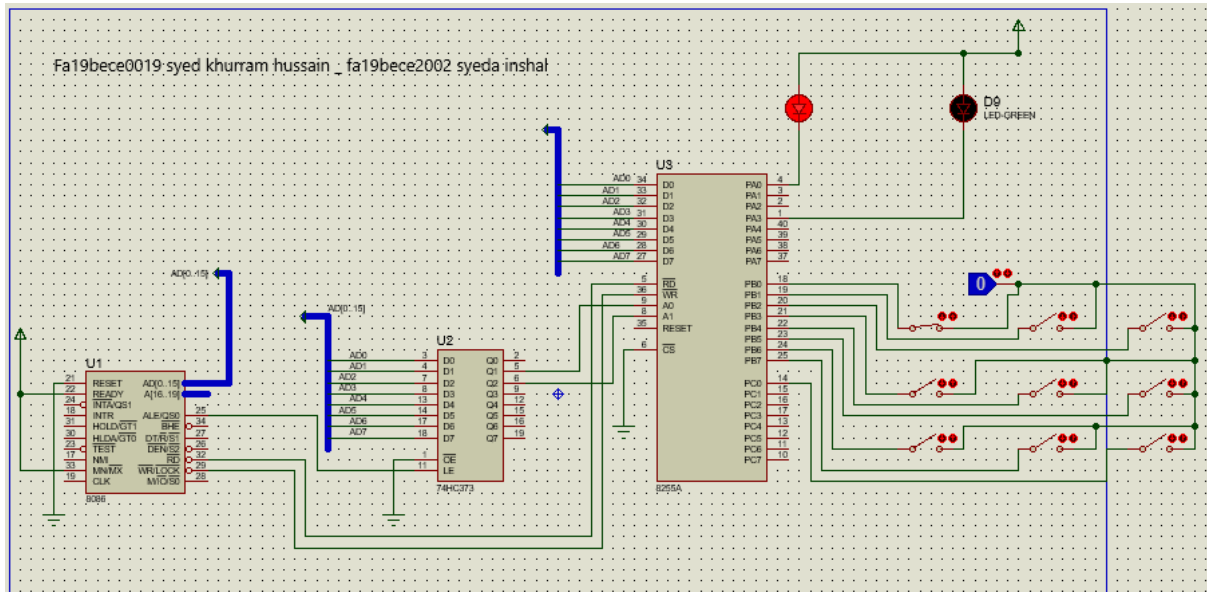 Fa19bece0019 syed khurram hussain _ fa19bece2002 syeda inshal
D9
LED-GREEN
U3
AD0 34 D0 PA0 4
AD1 33 D1 PA1 3
AD2 32 D2 PA2 2
AD3 31 D3 PA3 1
AD4 30 D4 PA4 40
AD5 29 D5 PA5 39
AD6 28 D6 PA6 38
AD7 27 D7 PA7 37
5 RD PB0 18
36 WR PB1 19
9 A0 PB2 20
8 A1 PB3 21
35 RESET PB4 22
PB5 23
6 CS PB6 24
PB7 25
PC0 14
PC1 15
PC2 16
PC3 17
PC4 13
PC5 12
PC6 11
PC7 10
8255A
0
AD[0..15]
AD[0..15]
U2
AD0 3 D0 Q0 2
AD1 4 D1 Q1 5
AD2 7 D2 Q2 6
AD3 8 D3 Q3 9
AD4 13 D4 Q4 12
AD5 14 D5 Q5 15
AD6 17 D6 Q6 16
AD7 18 D7 Q7 19
1 OE
11 LE
74HC373
U1
21 RESET AD[0..15]
22 READY A[16..19]
24 INTA/QS1
18 INTR ALE/QS0 25
31 HOLD/GT1 BHE 34
30 HLDA/GT0 DT/R/S1 27
23 TEST DEN/S2 26
17 NMI RD 32
33 MN/MX WR/LOCK 29
19 CLK M/IO/S0 28
8086